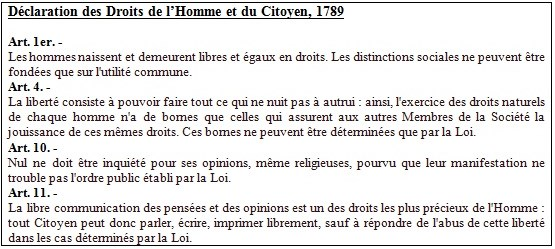 Déclaration des Droits de l'Homme et du Citoyen, 1789
Art. 1er. -
Les hommes naissent et demeurent libres et égaux en droits. Les distinctions sociales ne peuvent être
fondées que sur l'utilité commune.
Art. 4. -
La liberté consiste à pouvoir faire tout ce qui ne nuit pas à autrui : ainsi, l'exercice des droits naturels
de chaque homme n'a de bornes que celles qui assurent aux autres Membres de la Société la
jouissance de ces mêmes droits. Ces bornes ne peuvent être déterminées que par la Loi.
Art. 10. -
Nul ne doit être inquiété pour ses opinions, même religieuses, pourvu que leur manifestation ne
trouble pas l'ordre public établi par la Loi.
Art. 11. -
La libre communication des pensées et des opinions est un des droits les plus précieux de l'Homme :
tout Citoyen peut donc parler, écrire, imprimer librement, sauf à répondre de l'abus de cette liberté
dans les cas déterminés par la Loi.